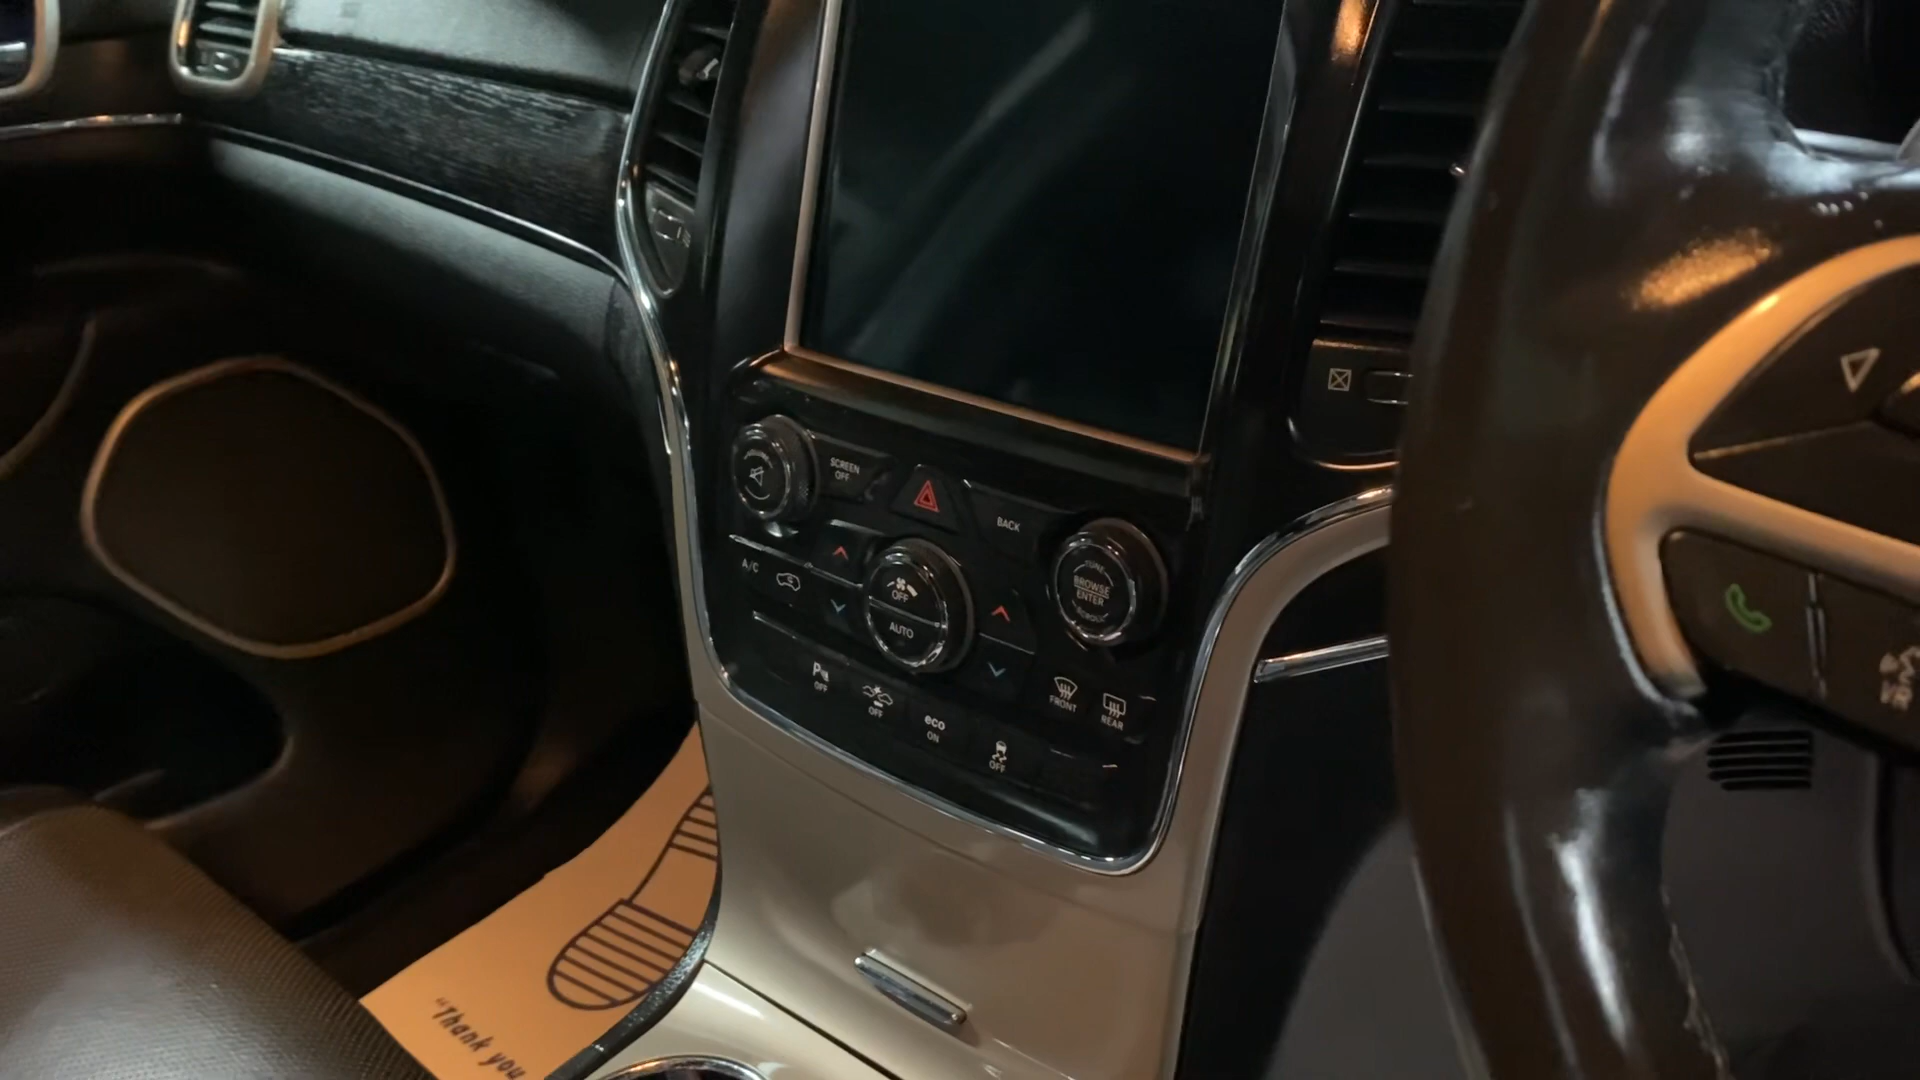 SCREEN
OFF
BACK
A/C
OFF
AUTO
TUNE
BROWSE
ENTER
SCROLL
P
OFF
OFF
eco
ON
OFF
FRONT
REAR
"Thank you